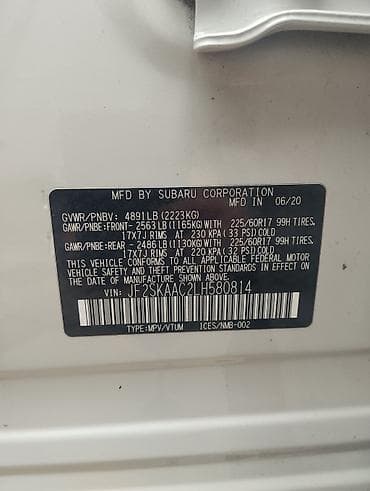 MFD BY SUBARU CORPORATION
IN 06/20
GVWR/PNBV: 4891LB(2223KG)
GAWR/PNBE:FRONT- 2563LB(1165KG) WITH 225/60R17 99H TIRES,
17X7J RIMS AT 230 KPA(33 PSI)COLD
GAWR/PNBE:REAR - 2486LB(1130KG)WITH 225/60R17 99H TIRES,
17X7J RIMS AT 220 KPA(32 PSI)COLD
THIS VEHICLE CONFORMS TO ALL APPLICABLE FEDERAL MOTOR
VEHICLE SAFETY, BUMPER, AND THEFT PREVENTION STANDARDS
IN EFFECT ON THE DATE OF MANUFACTURE SHOWN ABOVE.
VIN: JF2SKAAC2LH580814
TYPE:MPV/VTUM ICES/NMB-002